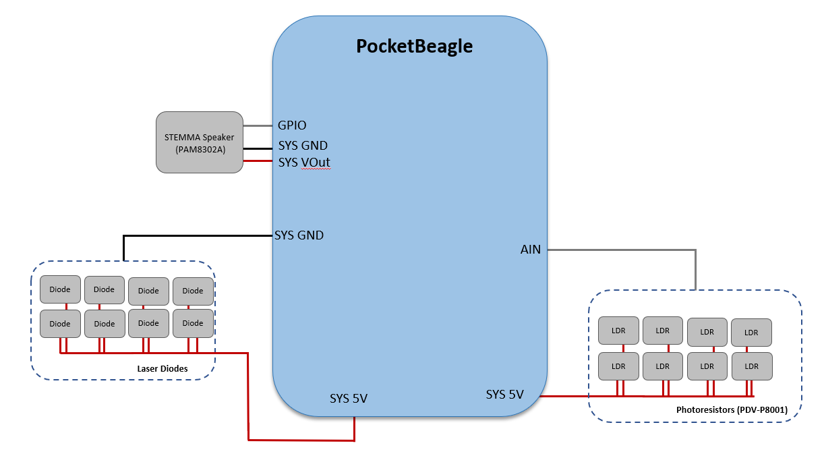 PocketBeagle
STEMMA Speaker
(PAM8302A)
GPIO
SYS GND
SYS VOut
SYS GND
AIN
Diode Diode Diode Diode
Diode Diode Diode Diode
Laser Diodes
SYS 5V
SYS 5V
LDR LDR LDR LDR
LDR LDR LDR LDR
Photoresistors (PDV-P8001)